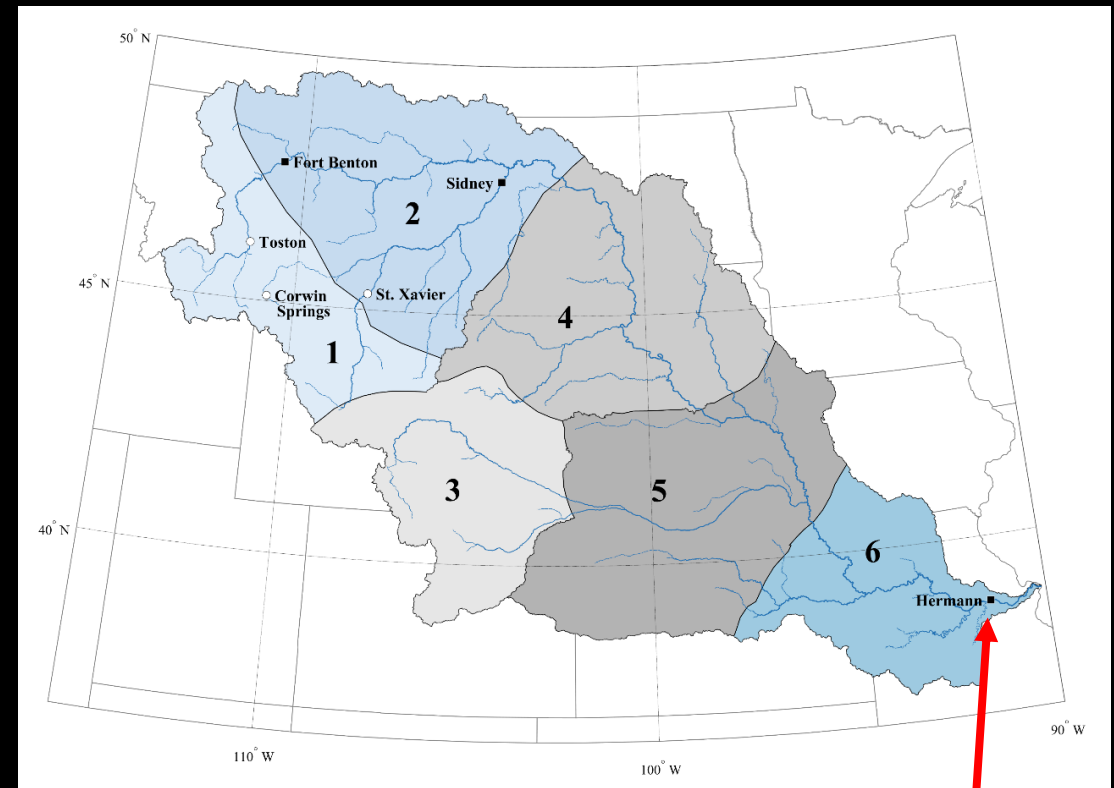 50° N
Fort Benton
Sidney
2
Toston
45° N
Corwin
Springs
St. Xavier
4
1
3
5
40° N
6
Hermann
110° W
100° W
90° W